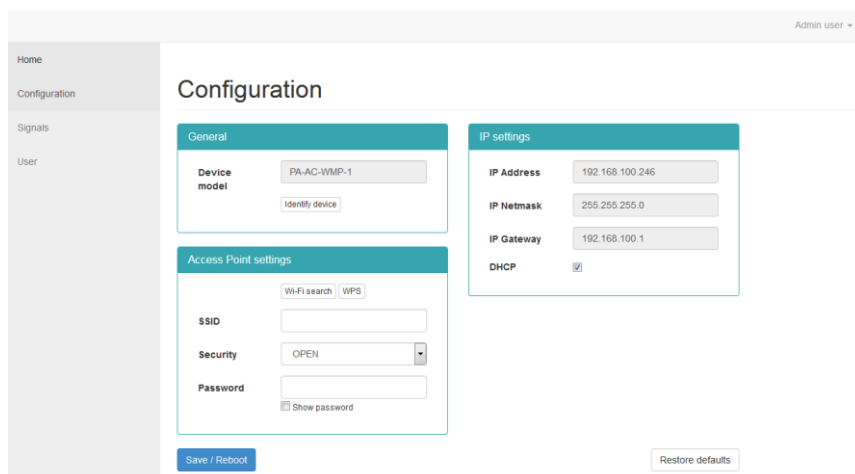 Admin user
Home
Configuration
Signals
User
Configuration
General
Device model
PA-AC-WMP-1
Identify device
Access Point settings
Wi-Fi search WPS
SSID
Security OPEN
Password
Show password
IP settings
IP Address 192.168.100.246
IP Netmask 255.255.255.0
IP Gateway 192.168.100.1
DHCP
Save / Reboot
Restore defaults